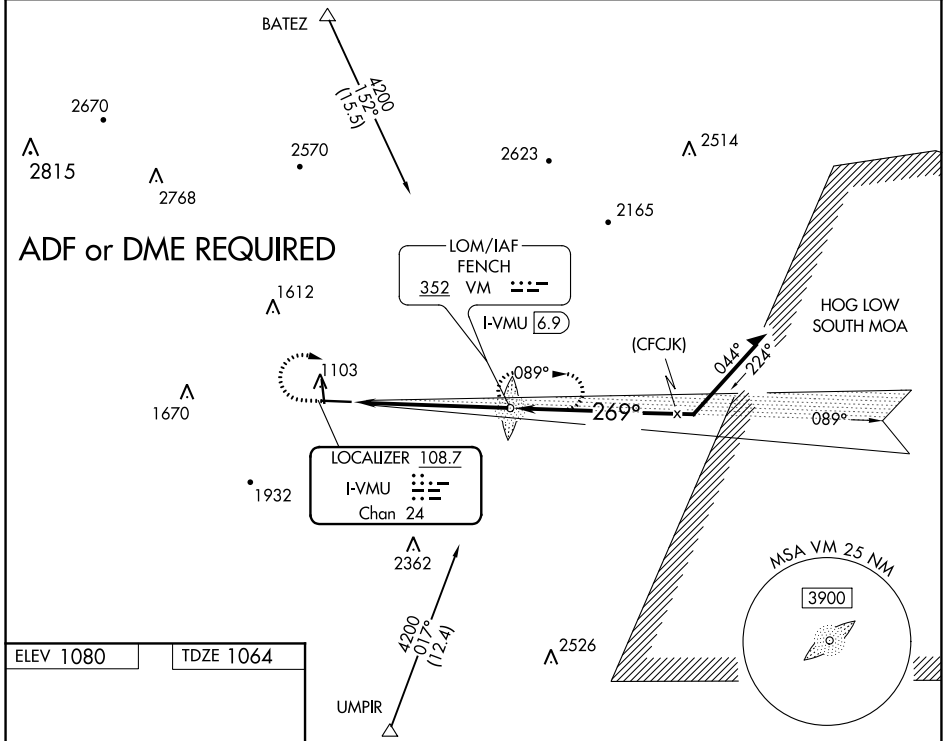 BATEZ
4200
152°
(15.5)
2670
2815
2768
2570
2623
2514
2165
ADF or DME REQUIRED
LOM/IAF
FENCH
352 VM
I-VMU 6.9
HOG LOW
SOUTH MOA
1612
(CFCJK)
044°
224°
1103
089°
1670
269°
089°
LOCALIZER 108.7
I-VMU
Chan 24
1932
2362
MSA VM 25 NM
3900
4200
017°
(12.4)
2526
ELEV 1080
TDZE 1064
UMPIR